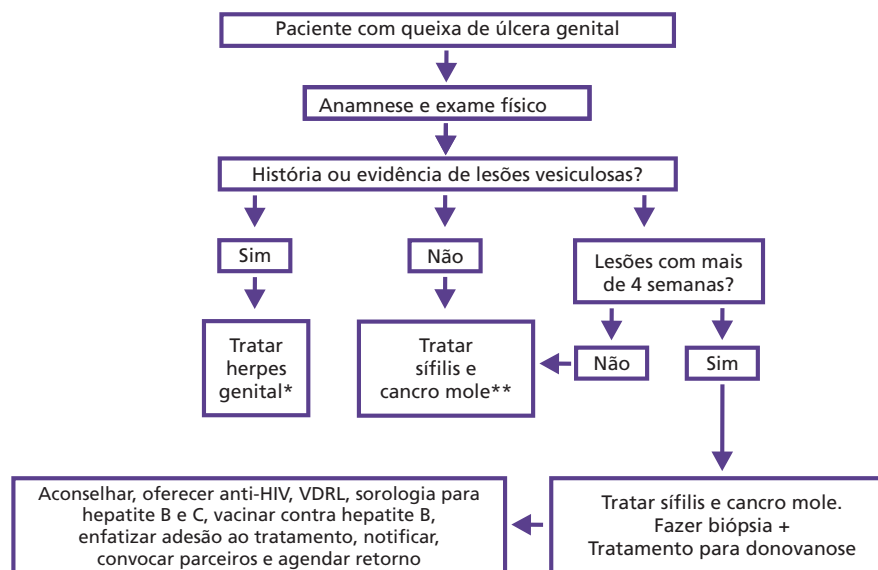 Paciente com queixa de úlcera genital
Anamnese e exame físico
História ou evidência de lesões vesiculosas?
Sim
Não
Lesões com mais
de 4 semanas?
Tratar
herpes
genital*
Tratar
sífilis e
cancro mole**
Não
Sim
Aconselhar, oferecer anti-HIV, VDRL, sorologia para
hepatite B e C, vacinar contra hepatite B,
enfatizar adesão ao tratamento, notificar,
convocar parceiros e agendar retorno
Tratar sífilis e cancro mole.
Fazer biópsia +
Tratamento para donovanose